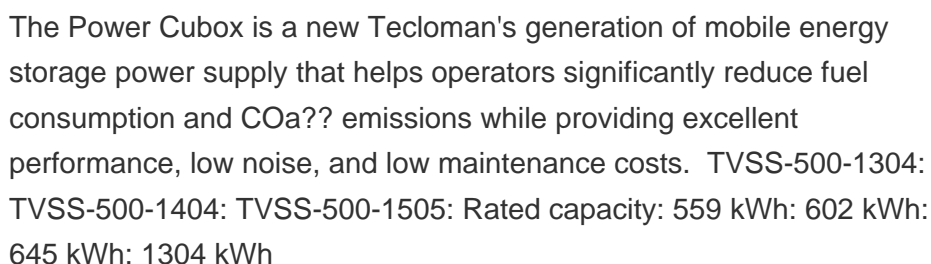 The Power Cubox is a new Tecloman's generation of mobile energy
storage power supply that helps operators significantly reduce fuel
consumption and COa?? emissions while providing excellent
performance, low noise, and low maintenance costs.  TVSS-500-1304:
TVSS-500-1404: TVSS-500-1505: Rated capacity: 559 kWh: 602 kWh:
645 kWh: 1304 kWh